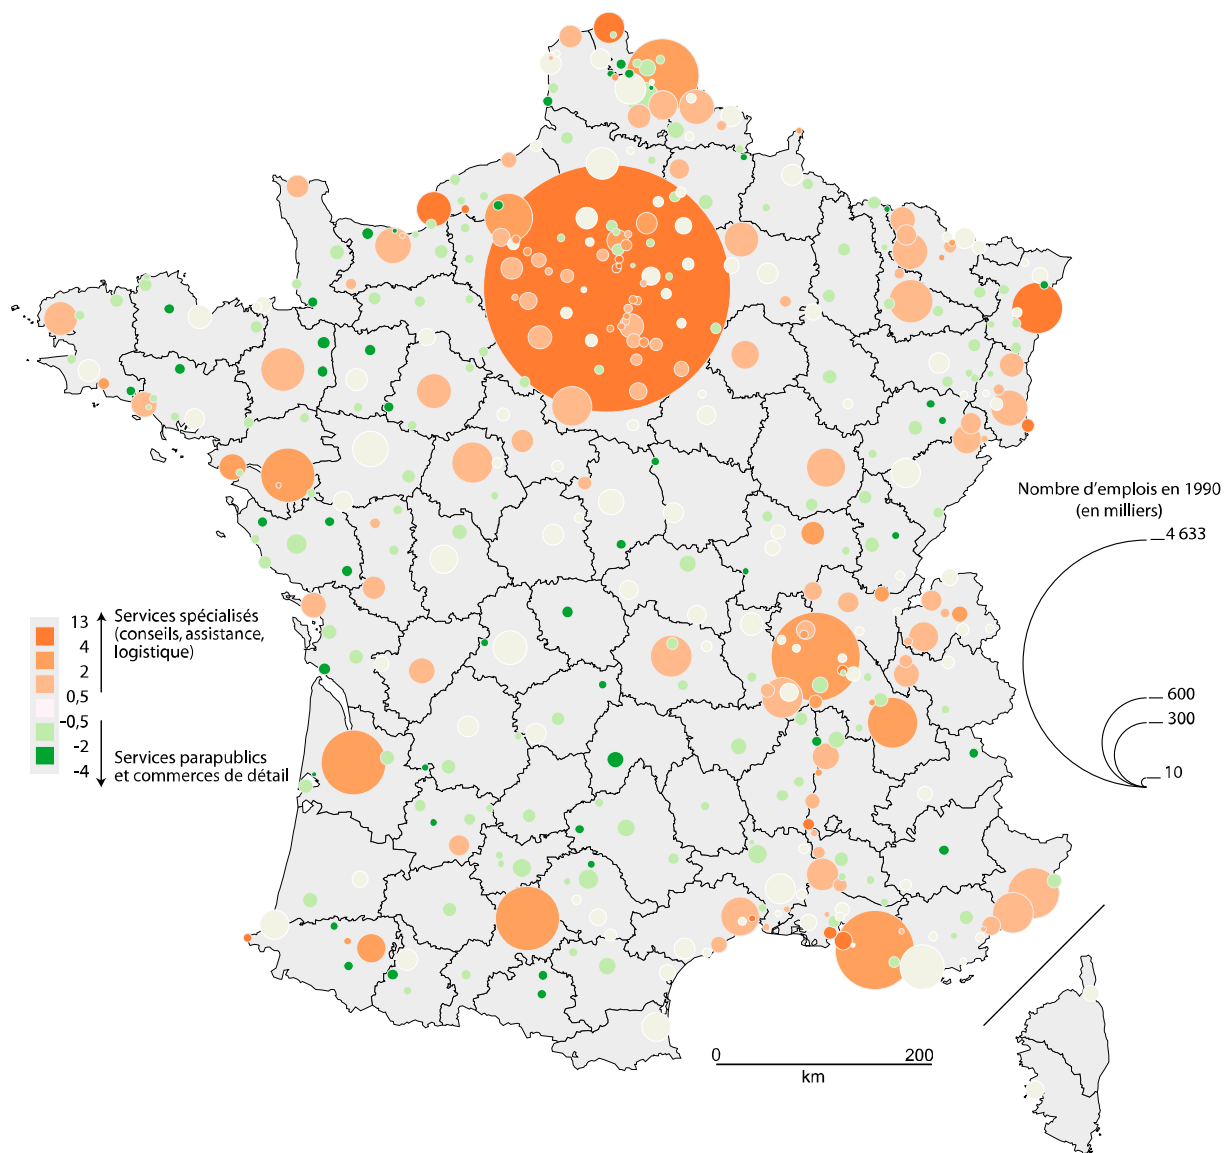 Nombre d'emplois en 1990
(en milliers)
4 633
600
300
10
13
4
2
0,5
-0,5
-2
-4
Services spécialisés
(conseils, assistance,
logistique)
Services parapublics
et commerces de détail
0
200
km